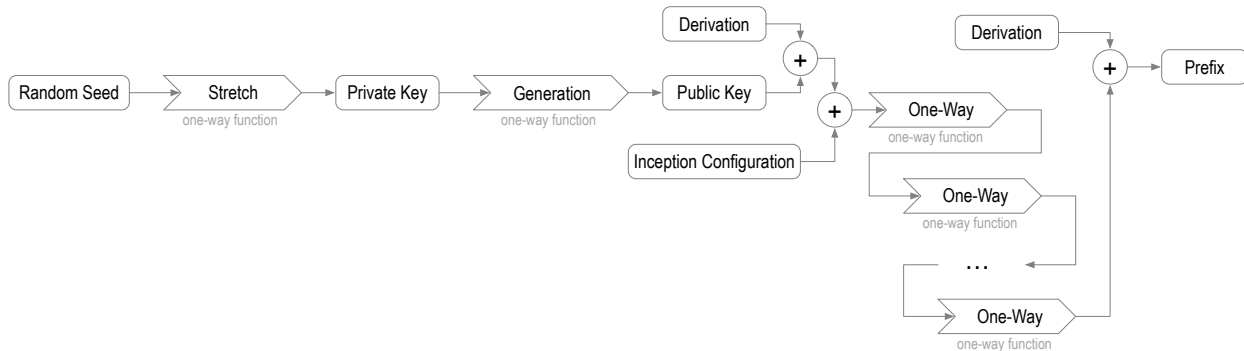 Derivation
Derivation
+
+
Prefix
Random Seed
Stretch
Private Key
Generation
Public Key
one-way function
one-way function
+
One-Way
one-way function
Inception Configuration
One-Way
one-way function
...
One-Way
one-way function